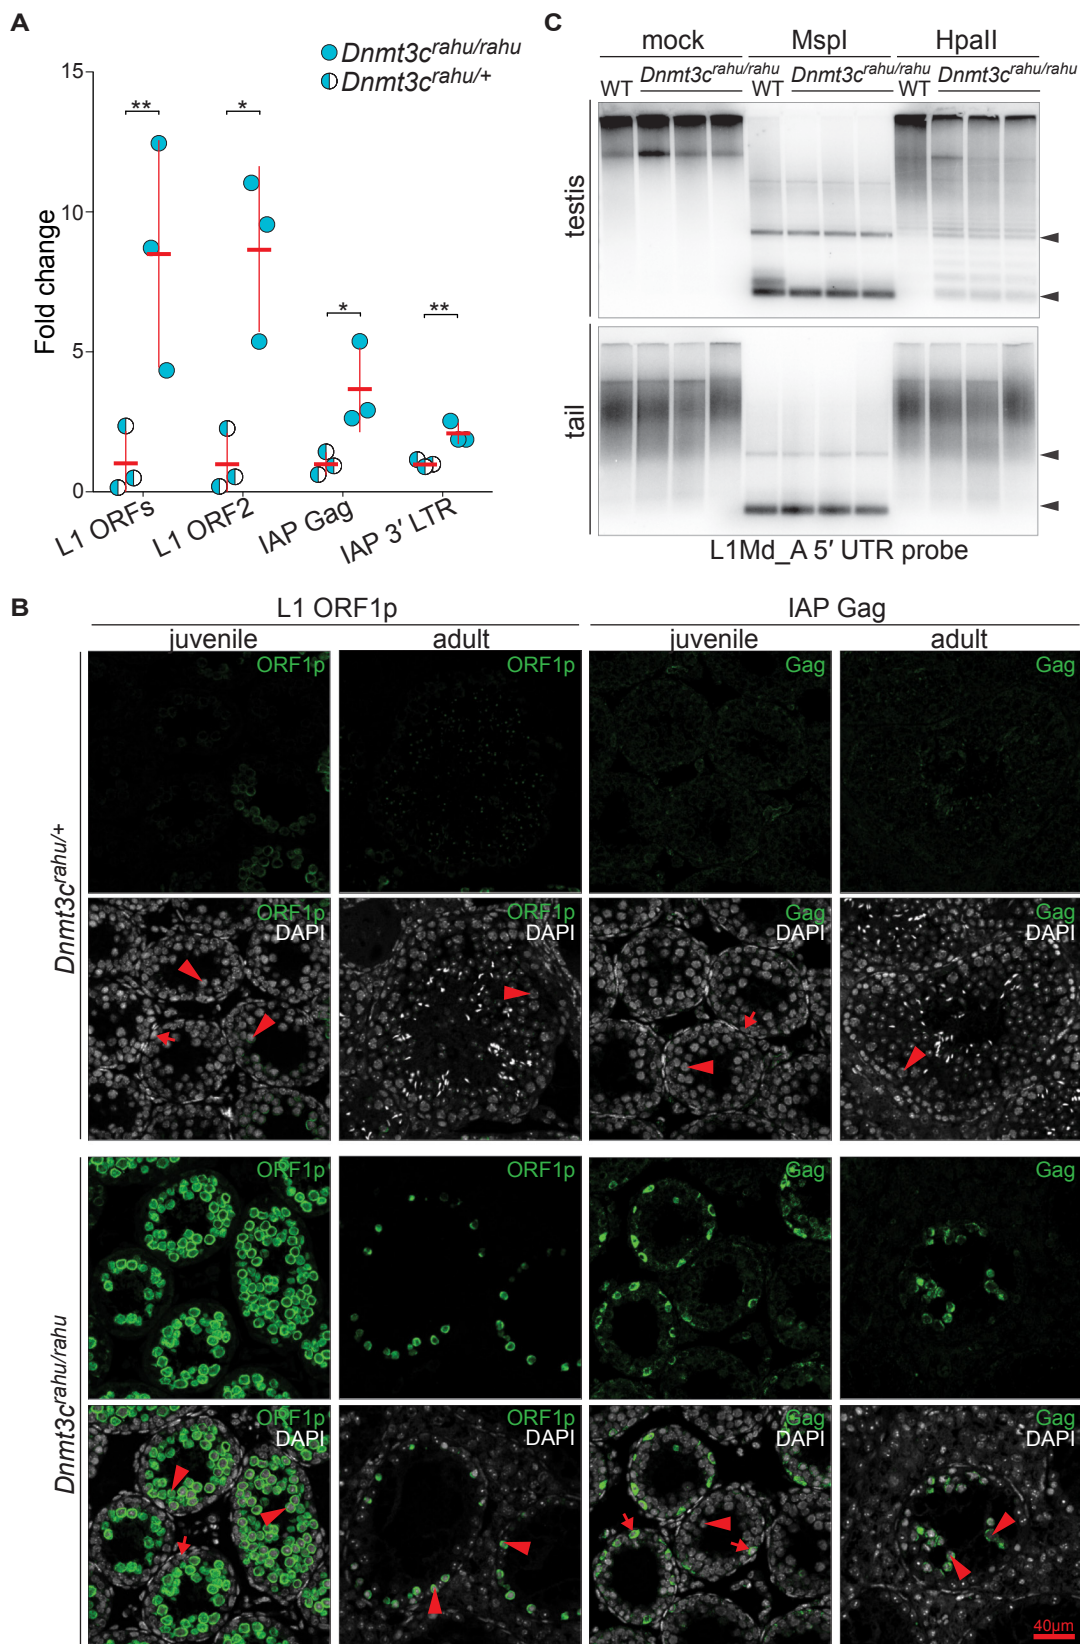 A
Dnmt3c^rahu/rahu
Dnmt3c^rahu/+
15
10
5
0
Fold change
**
*
*
**
L1 ORFs
L1 ORF2
IAP Gag
IAP 3′ LTR
C
mock
MspI
HpaII
WT
Dnmt3c^rahu/rahu
WT
Dnmt3c^rahu/rahu
WT
Dnmt3c^rahu/rahu
testis
tail
L1Md_A 5′ UTR probe
B
L1 ORF1p
IAP Gag
juvenile
adult
juvenile
adult
Dnmt3c^rahu/+
ORF1p
ORF1p
Gag
Gag
ORF1p
DAPI
ORF1p
DAPI
Gag
DAPI
Gag
DAPI
Dnmt3c^rahu/rahu
ORF1p
ORF1p
Gag
Gag
ORF1p
DAPI
ORF1p
DAPI
Gag
DAPI
Gag
DAPI
40μm